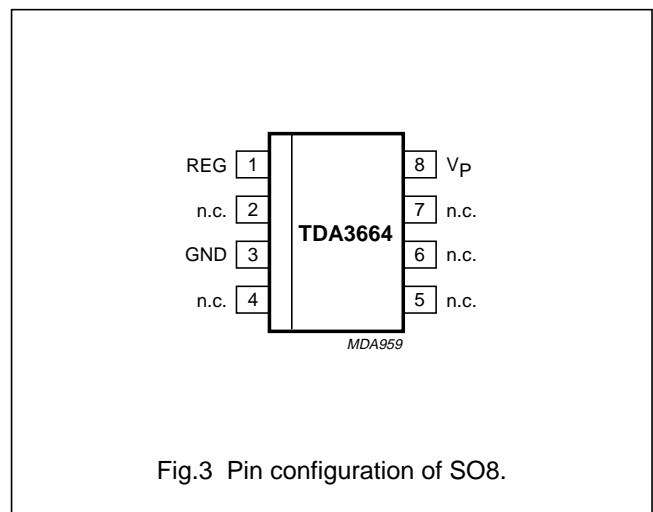 REG 1 8 VP
n.c. 2 7 n.c.
TDA3664
GND 3 6 n.c.
n.c. 4 5 n.c.
MDA959
Fig.3 Pin configuration of SO8.